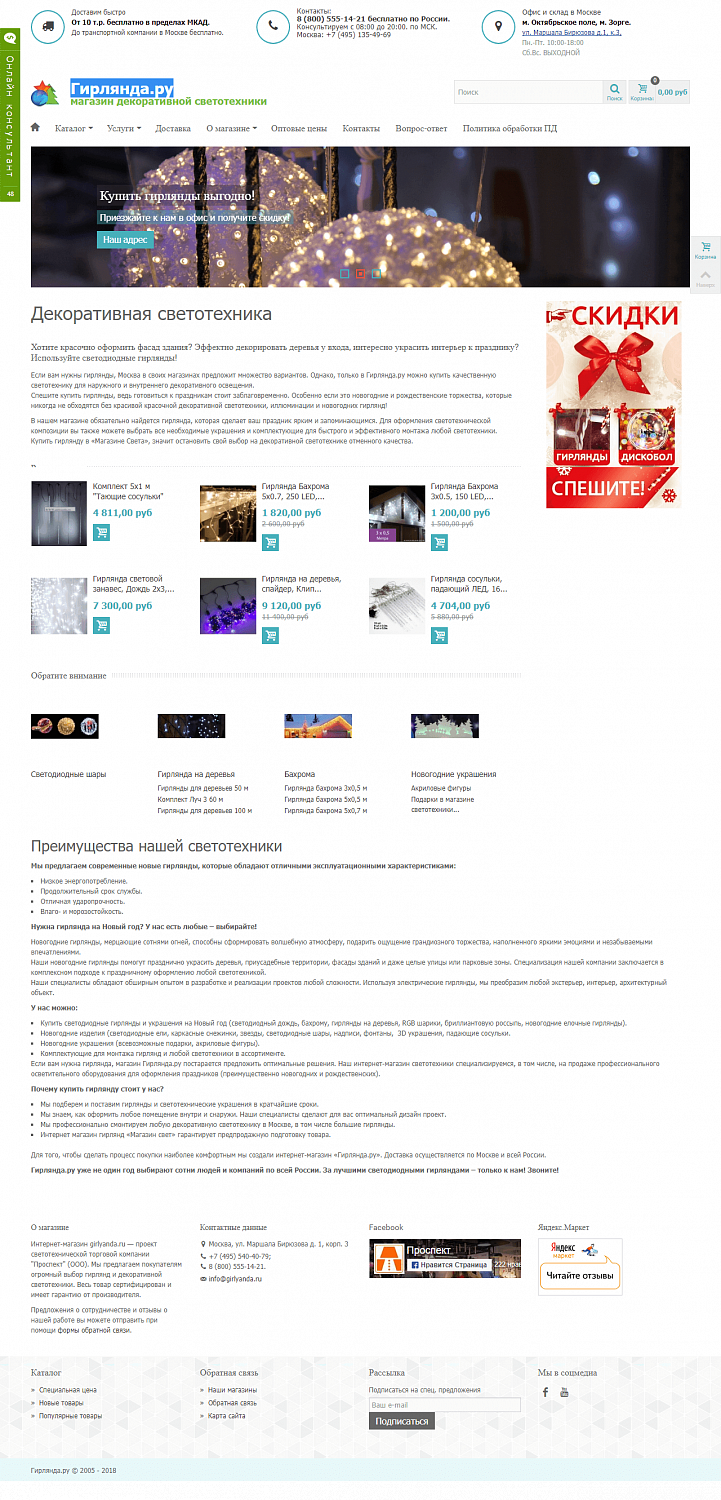 Доставим быстро
От 10 т.р. бесплатно в пределах МКАД.
До транспортной компании в Москве бесплатно.
Контакты:
8 (800) 555-14-21 бесплатно по России.
Консультируем с 08:00 до 20:00. по МСК.
Москва: +7 (495) 135-49-69
Офис и склад в Москве
м. Октябрьское поле, м. Зорге.
ул. Маршала Бирюзова д.1, к.3.
Пн.-Пт. 10:00-18:00
Сб.Вс. ВЫХОДНОЙ
Онлайн консультант
48
Гирлянда.ру
магазин декоративной светотехники
Поиск
Поиск
0
Корзина:
0,00 руб
Каталог
Услуги
Доставка
О магазине
Оптовые цены
Контакты
Вопрос-ответ
Политика обработки ПД
Купить гирлянды выгодно!
Приезжайте к нам в офис и получите скидку!
Наш адрес
Корзина
Наверх
Декоративная светотехника
Хотите красочно оформить фасад здания? Эффектно декорировать деревья у входа, интересно украсить интерьер к празднику?
Используйте светодиодные гирлянды!
Если вам нужны гирлянды, Москва в своих магазинах предложит множество вариантов. Однако, только в Гирлянда.ру можно купить качественную
светотехнику для наружного и внутреннего декоративного освещения.
Спешите купить гирлянды, ведь готовиться к праздникам стоит заблаговременно. Особенно если это новогодние и рождественские торжества, которые
никогда не обходятся без красивой красочной декоративной светотехники, иллюминации и новогодних гирлянд!
В нашем магазине обязательно найдется гирлянда, которая сделает ваш праздник ярким и запоминающимся. Для оформления светотехнической
композиции вы также можете выбрать все необходимые украшения и комплектующие для быстрого и эффективного монтажа любой светотехники.
Купить гирлянду в «Магазине Света», значит остановить свой выбор на декоративной светотехнике отменного качества.
СКИДКИ
ГИРЛЯНДЫ
ДИСКОБОЛ
СПЕШИТЕ!
Комплект 5x1 м
"Тающие сосульки"
4 811,00 руб
Гирлянда Бахрома
5x0.7, 250 LED,...
1 820,00 руб
2 600,00 руб
Гирлянда Бахрома
3x0.5, 150 LED,...
1 200,00 руб
1 500,00 руб
Гирлянда световой
занавес, Дождь 2x3,...
7 300,00 руб
Гирлянда на деревья,
спайдер, Клип...
9 120,00 руб
11 400,00 руб
Гирлянда сосульки,
падающий ЛЕД, 16...
4 704,00 руб
5 880,00 руб
Обратите внимание
Светодиодные шары
Гирлянда на деревья
Гирлянды для деревьев 50 м
Комплект Луч 3 60 м
Гирлянды для деревьев 100 м
Бахрома
Гирлянда бахрома 3x0,5 м
Гирлянда бахрома 5x0,5 м
Гирлянда бахрома 5x0,7 м
Новогодние украшения
Акриловые фигуры
Подарки в магазине
светотехники...
Преимущества нашей светотехники
Мы предлагаем современные новые гирлянды, которые обладают отличными эксплуатационными характеристиками:
• Низкое энергопотребление.
• Продолжительный срок службы.
• Отличная ударопрочность.
• Влаго- и морозостойкость.
Нужна гирлянда на Новый год? У нас есть любые – выбирайте!
Новогодние гирлянды, мерцающие сотнями огней, способны сформировать волшебную атмосферу, подарить ощущение грандиозного торжества, наполненного яркими эмоциями и незабываемыми
впечатлениями.
Наши новогодние гирлянды помогут празднично украсить деревья, приусадебные территории, фасады зданий и даже целые улицы или парковые зоны. Специализация нашей компании заключается в
комплексном подходе к праздничному оформлению любой светотехникой.
Наши специалисты обладают обширным опытом в разработке и реализации проектов любой сложности. Используя электрические гирлянды, мы преобразим любой экстерьер, интерьер, архитектурный
объект.
У нас можно:
• Купить светодиодные гирлянды и украшения на Новый год (светодиодный дождь, бахрому, гирлянды на деревья, RGB шарики, бриллиантовую россыпь, новогодние елочные гирлянды).
• Новогодние изделия (светодиодные ели, каркасные снежинки, звезды, светодиодные шары, надписи, фонтаны, 3D украшения, падающие сосульки.
• Новогодние украшения (всевозможные подарки, акриловые фигуры).
• Комплектующие для монтажа гирлянд и любой светотехники в ассортименте.
Если вам нужна гирлянда, магазин Гирлянда.ру постарается предложить оптимальные решения. Наш интернет-магазин светотехники специализируемся, в том числе, на продаже профессионального
осветительного оборудования для оформления праздников (преимущественно новогодних и рождественских).
Почему купить гирлянду стоит у нас?
• Мы подберем и поставим гирлянды и светотехнические украшения в кратчайшие сроки.
• Мы знаем, как оформить любое помещение внутри и снаружи. Наши специалисты сделают для вас оптимальный дизайн проект.
• Мы профессионально смонтируем любую декоративную светотехнику в Москве, в том числе большие гирлянды.
• Интернет магазин гирлянд «Магазин свет» гарантирует предпродажную подготовку товара.
Для того, чтобы сделать процесс покупки наиболее комфортным мы создали интернет-магазин «Гирлянда.ру». Доставка осуществляется по Москве и всей России.
Гирлянда.ру уже не один год выбирают сотни людей и компаний по всей России. За лучшими светодиодными гирляндами – только к нам! Звоните!
О магазине
Интернет-магазин girlyanda.ru — проект
светотехнической торговой компании
"Проспект" (ООО). Мы предлагаем покупателям
огромный выбор гирлянд и декоративной
светотехники. Весь товар сертифицирован и
имеет гарантию от производителя.
Предложения о сотрудничестве и отзывы о
нашей работе вы можете отправить при
помощи формы обратной связи.
Контактные данные
Москва, ул. Маршала Бирюзова д. 1, корп. 3
+7 (495) 540-40-79;
8 (800) 555-14-21.
info@girlyanda.ru
Facebook
Проспект
Нравится Страница
222 нрав
Яндекс.Маркет
Яндекс
маркет
Читайте отзывы
Каталог
» Специальная цена
» Новые товары
» Популярные товары
Обратная связь
» Наши магазины
» Обратная связь
» Карта сайта
Рассылка
Подписаться на спец. предложения
Ваш e-mail
Подписаться
Мы в соцмедиа
Гирлянда.ру © 2005 - 2018